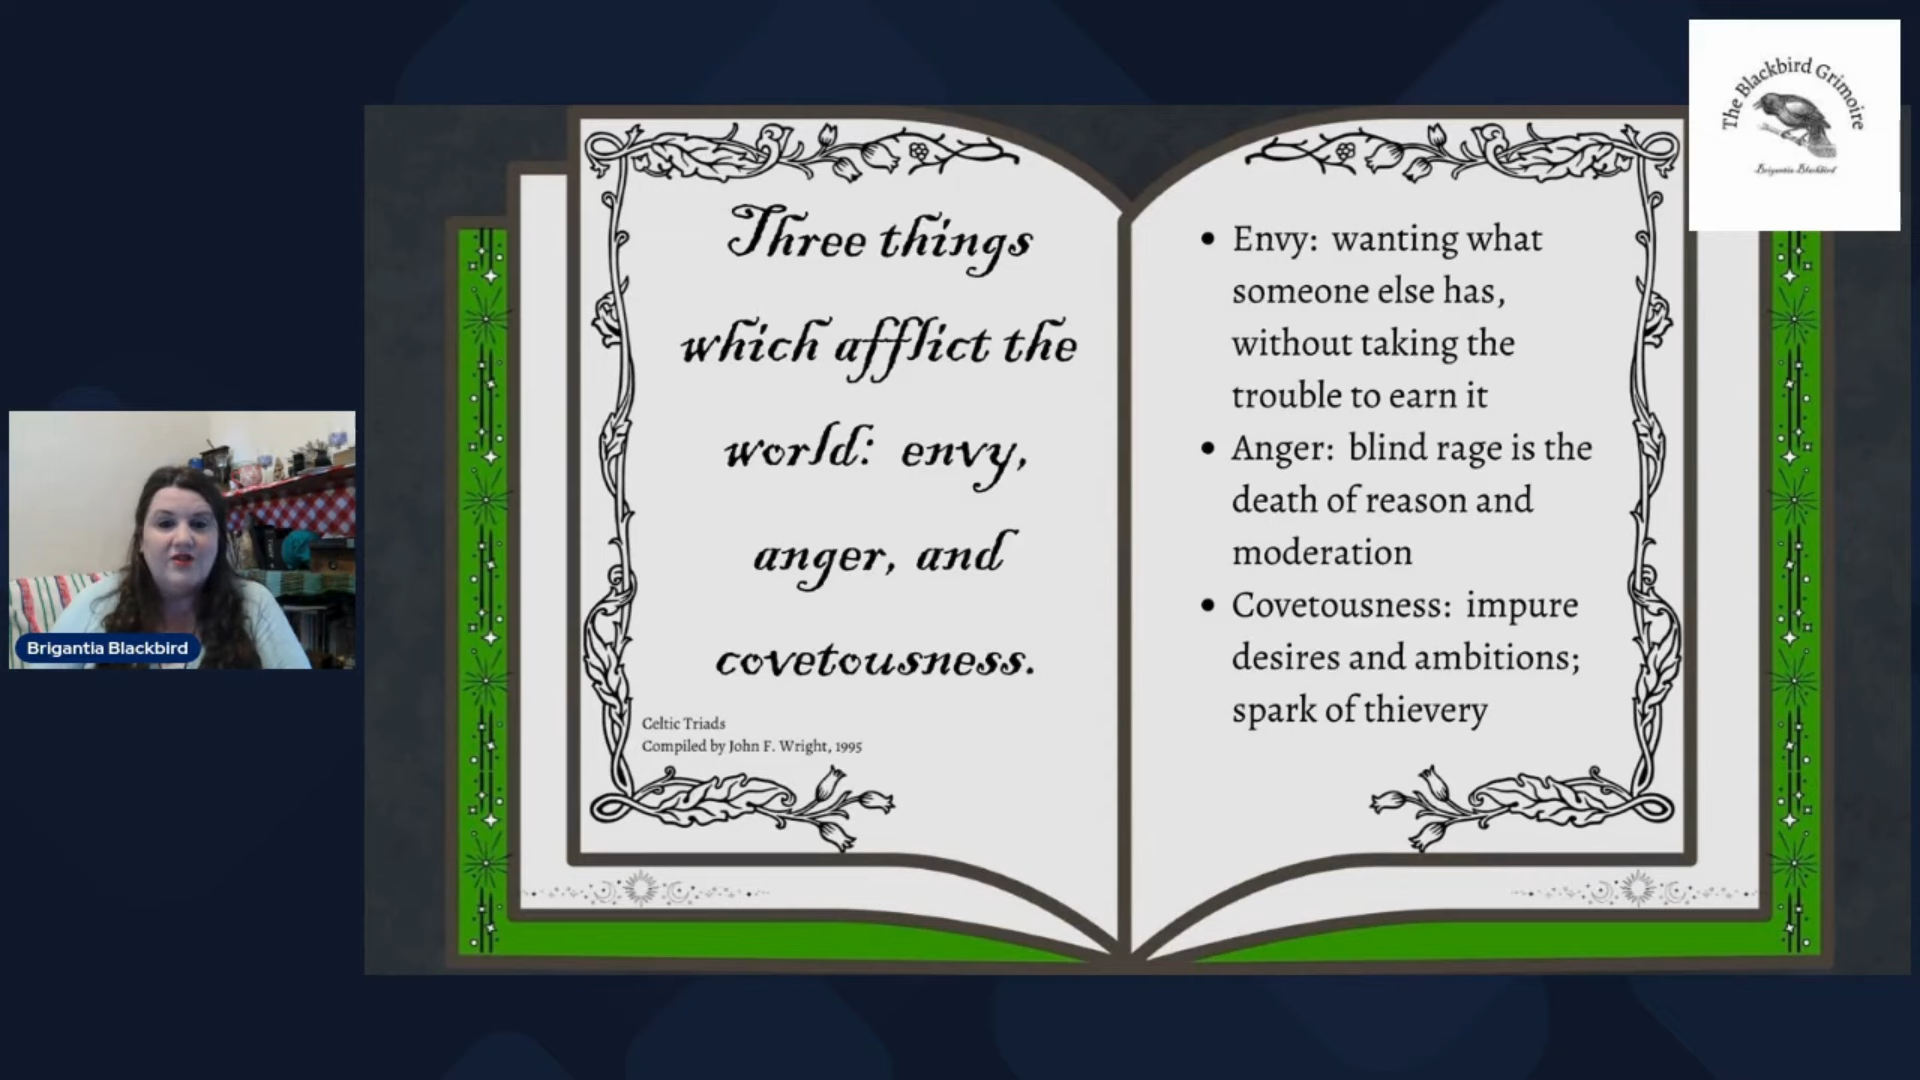 The Blackbird Grimoire
Brigantia Blackbird
Three things
which afflict the
world: envy,
anger, and
covetousness.
Celtic Triads
Compiled by John F. Wright, 1995
• Envy: wanting what
someone else has,
without taking the
trouble to earn it
• Anger: blind rage is the
death of reason and
moderation
• Covetousness: impure
desires and ambitions;
spark of thievery
Brigantia Blackbird